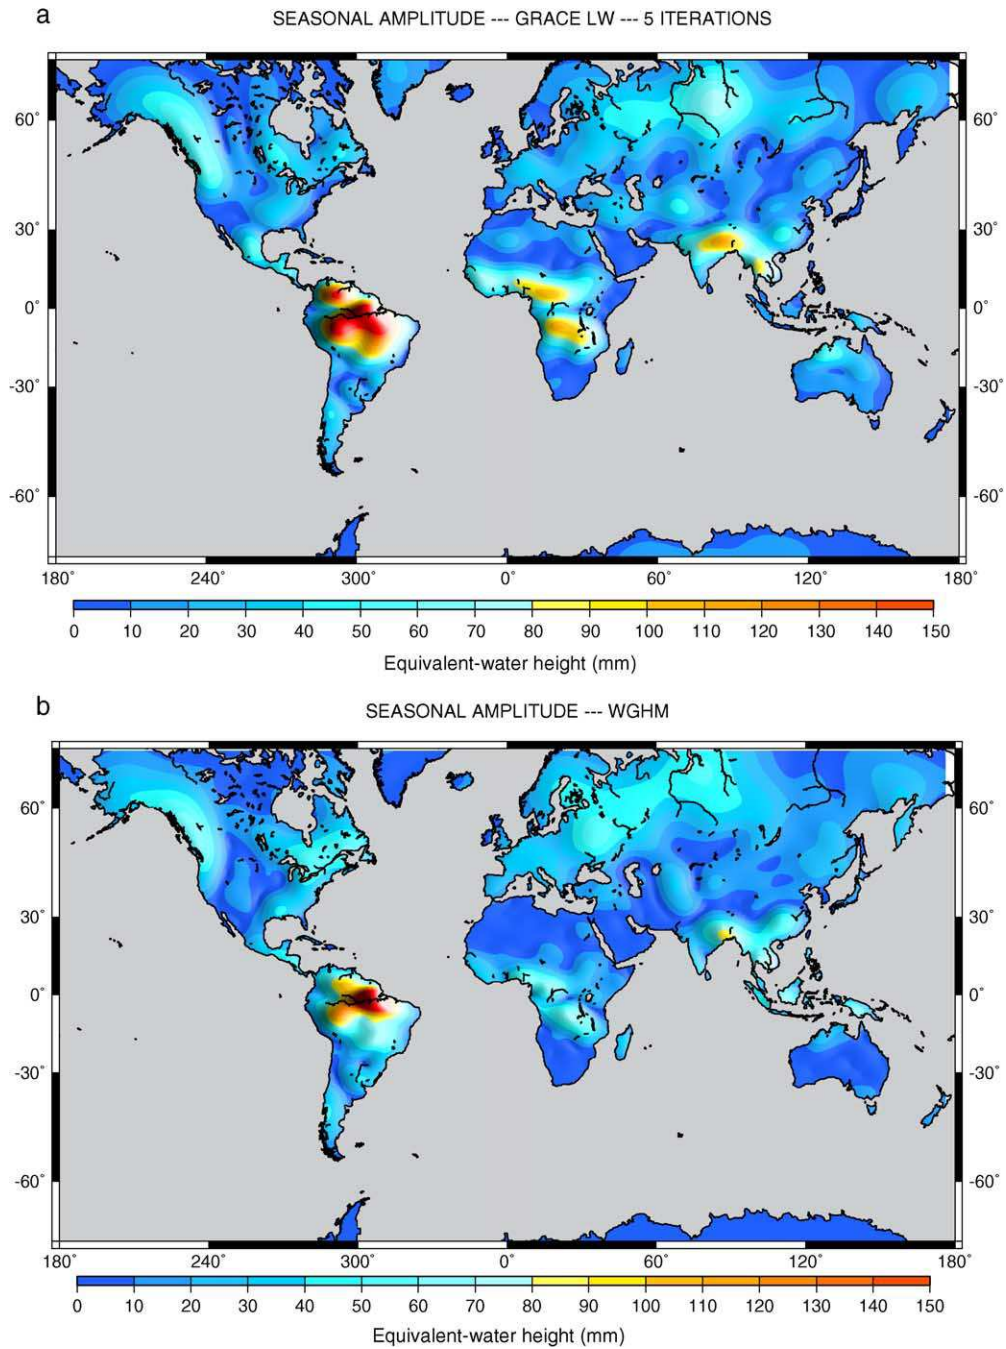 a
SEASONAL AMPLITUDE --- GRACE LW --- 5 ITERATIONS
60˚ 60˚
30˚ 30˚
0˚ 0˚
-30˚ -30˚
-60˚ -60˚
180˚ 240˚ 300˚ 0˚ 60˚ 120˚ 180˚
0 10 20 30 40 50 60 70 80 90 100 110 120 130 140 150
Equivalent-water height (mm)
b
SEASONAL AMPLITUDE --- WGHM
60˚ 60˚
30˚ 30˚
0˚ 0˚
-30˚ -30˚
-60˚ -60˚
180˚ 240˚ 300˚ 0˚ 60˚ 120˚ 180˚
0 10 20 30 40 50 60 70 80 90 100 110 120 130 140 150
Equivalent-water height (mm)